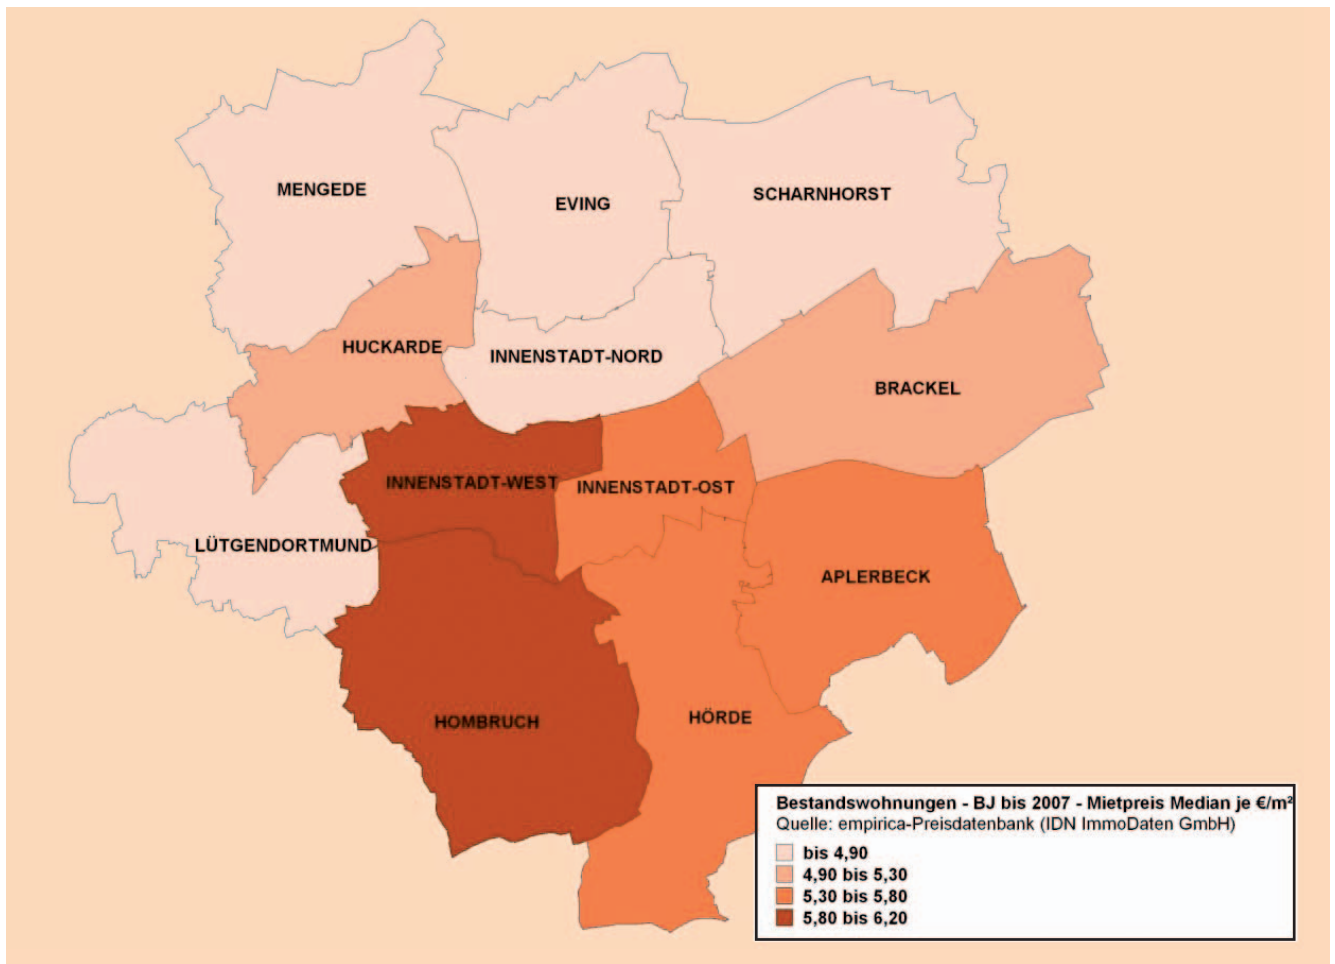 MENGEDE
EVING
SCHARNHORST
HUCKARDE
INNENSTADT-NORD
BRACKEL
INNENSTADT-WEST
INNENSTADT-OST
LÜTGENDORTMUND
APLERBECK
HOMBRUCH
HÖRDE
Bestandswohnungen - BJ bis 2007 - Mietpreis Median je €/m²
Quelle: empirica-Preisdatenbank (IDN ImmoDaten GmbH)
bis 4,90
4,90 bis 5,30
5,30 bis 5,80
5,80 bis 6,20